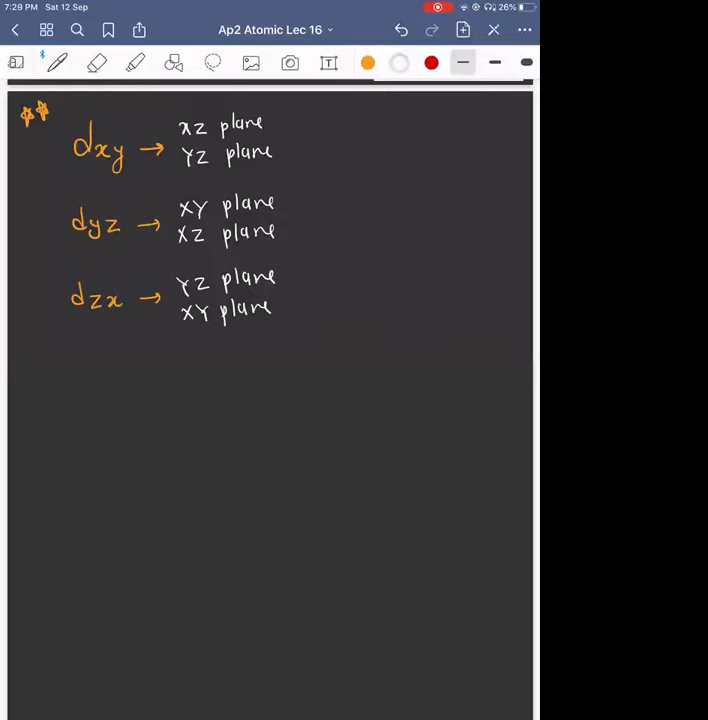 7:29 PM Sat 12 Sep 26%
Ap2 Atomic Lec 16
T
dxy → XZ plane
YZ plane
dyz → XY plane
XZ plane
dzx → YZ plane
XY plane